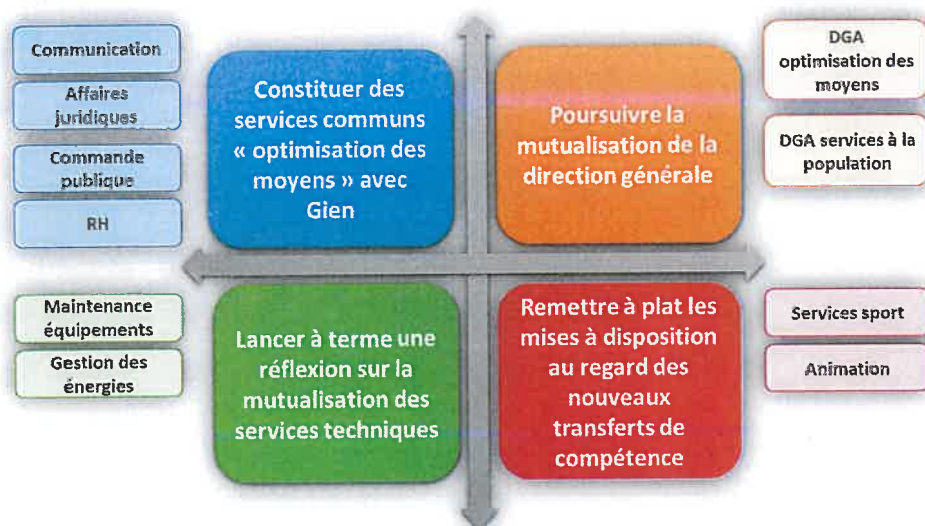 Communication
Affaires
juridiques
Commande
publique
RH
Constituer des
services communs
« optimisation des
moyens » avec
Gien
Poursuivre la
mutualisation de la
direction générale
DGA
optimisation des
moyens
DGA services à la
population
Maintenance
équipements
Gestion des
énergies
Lancer à terme une
réflexion sur la
mutualisation des
services techniques
Remettre à plat les
mises à disposition
au regard des
nouveaux
transferts de
compétence
Services sport
Animation